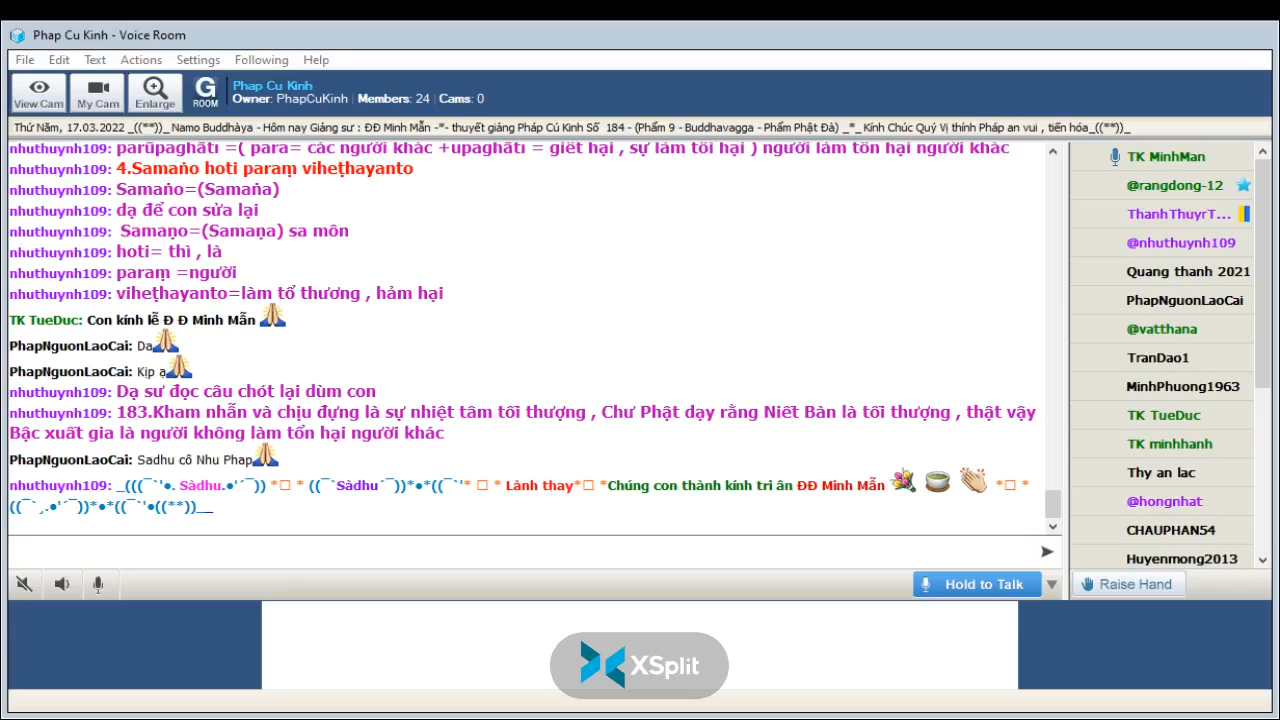 Phap Cu Kinh - Voice Room
File Edit Text Actions Settings Following Help
View Cam My Cam Enlarge G ROOM
Phap Cu Kinh
Owner: PhapCuKinh Members: 24 Cams: 0
Thứ Năm, 17.03.2022 _((**))_ Namo Buddhàya - Hôm nay Giảng sư : ĐĐ Minh Mẫn -*- thuyết giảng Pháp Cú Kinh Số 184 - (Phẩm 9 - Buddhavagga - Phẩm Phật Đà) _*_ Kính Chúc Quý Vị thính Pháp an vui , tiến hóa_((**))_
nhuthuynh109: parūpaghātī =( para= các người khác +upaghātī = giết hại , sự làm tổi hại ) người làm tổn hại người khác
nhuthuynh109: 4.Samaṅo hoti paraṃ viheṭhayanto
nhuthuynh109: Samaṅo=(Samaṅa)
nhuthuynh109: dạ để con sửa lại
nhuthuynh109: Samaṇo=(Samaṇa) sa môn
nhuthuynh109: hoti= thì , là
nhuthuynh109: paraṃ =người
nhuthuynh109: viheṭhayanto=làm tổ thương , hảm hại
TK TueDuc: Con kính lễ Đ Đ Minh Mẫn
PhapNguonLaoCai: Da
PhapNguonLaoCai: Kip a
nhuthuynh109: Dạ sư đọc câu chót lại dùm con
nhuthuynh109: 183.Kham nhẫn và chịu đựng là sự nhiệt tâm tối thượng , Chư Phật dạy rằng Niết Bàn là tối thượng , thật vậy
Bậc xuất gia là người không làm tổn hại người khác
PhapNguonLaoCai: Sadhu cô Nhu Phap
nhuthuynh109: _(((¯`'•. Sàdhu.•'´¯)) *□ * ((¯`Sàdhu´¯))*•*((¯`'* □ * Lành thay*□ *Chúng con thành kính tri ân ĐĐ Minh Mẫn *□ *
((¯`¸.•'´¯))*•*((¯`'•((**))__
Hold to Talk
TK MinhMan
@rangdong-12
ThanhThuyrT...
@nhuthuynh109
Quang thanh 2021
PhapNguonLaoCai
@vatthana
TranDao1
MinhPhuong1963
TK TueDuc
TK minhhanh
Thy an lac
@hongnhat
CHAUPHAN54
Huyenmong2013
Raise Hand
XSplit